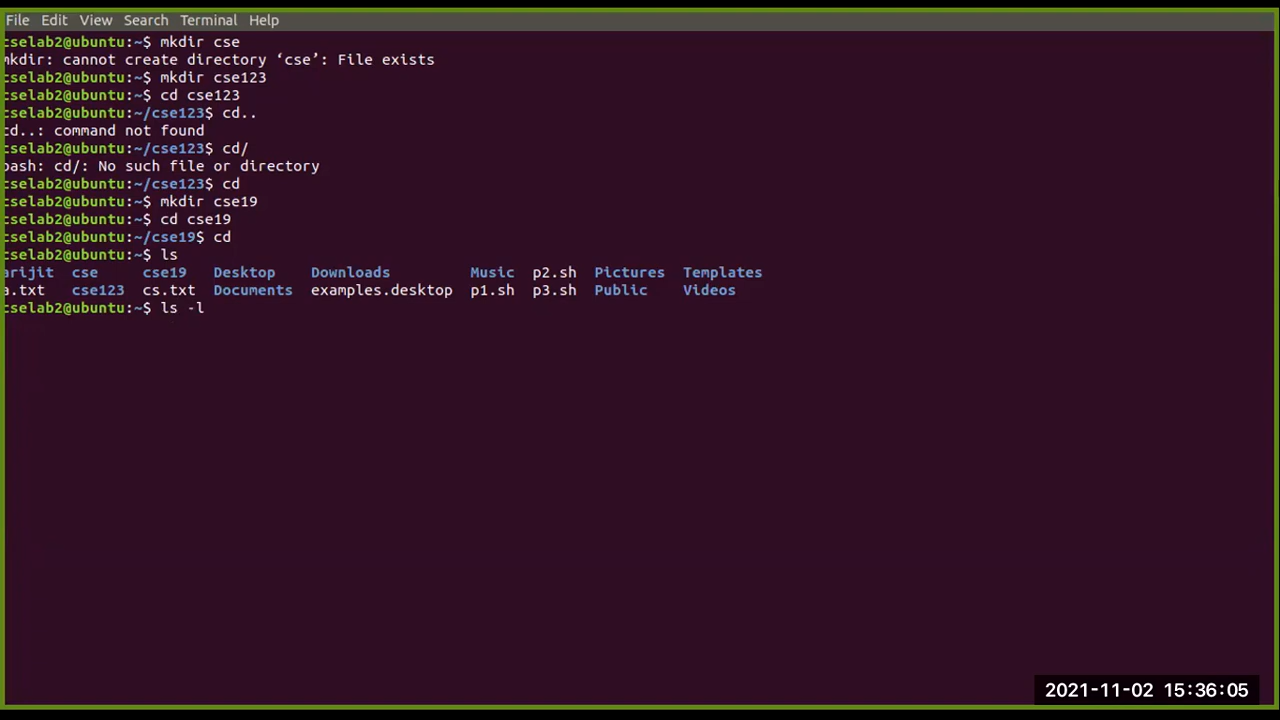 File Edit View Search Terminal Help
cselab2@ubuntu:~$ mkdir cse
mkdir: cannot create directory ‘cse’: File exists
cselab2@ubuntu:~$ mkdir cse123
cselab2@ubuntu:~$ cd cse123
cselab2@ubuntu:~/cse123$ cd..
cd..: command not found
cselab2@ubuntu:~/cse123$ cd/
bash: cd/: No such file or directory
cselab2@ubuntu:~/cse123$ cd
cselab2@ubuntu:~$ mkdir cse19
cselab2@ubuntu:~$ cd cse19
cselab2@ubuntu:~/cse19$ cd
cselab2@ubuntu:~$ ls
arijit cse cse19 Desktop Downloads Music p2.sh Pictures Templates
a.txt cse123 cs.txt Documents examples.desktop p1.sh p3.sh Public Videos
cselab2@ubuntu:~$ ls -l
2021-11-02 15:36:05